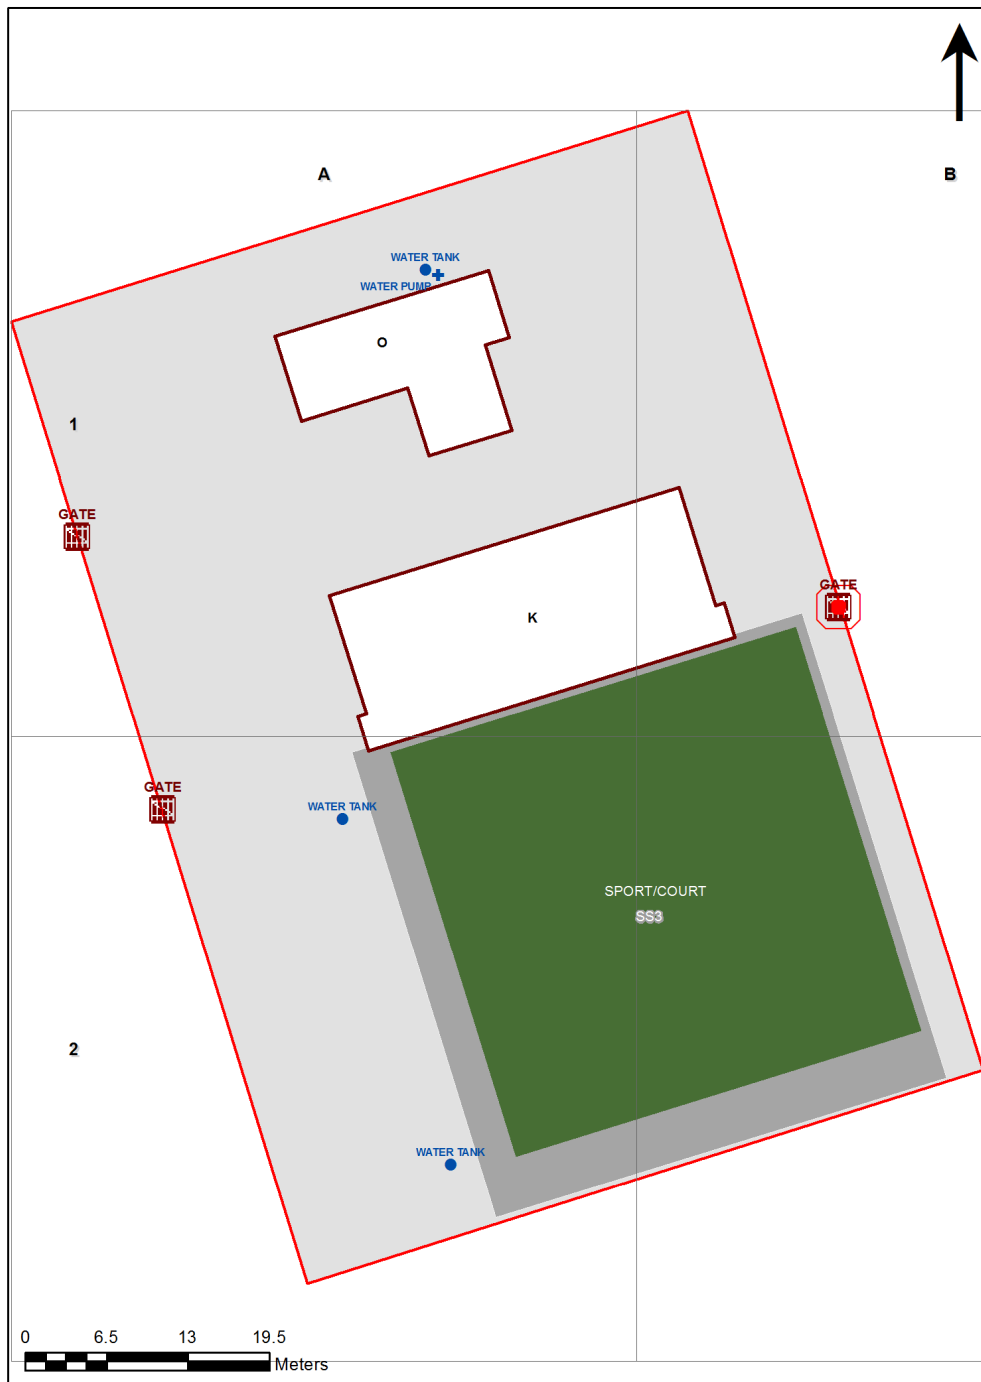 A
B
WATER TANK
WATER PUMP
O
1
GATE
GATE
K
GATE
WATER TANK
SPORT/COURT
SS3
2
WATER TANK
0 6.5 13 19.5
Meters